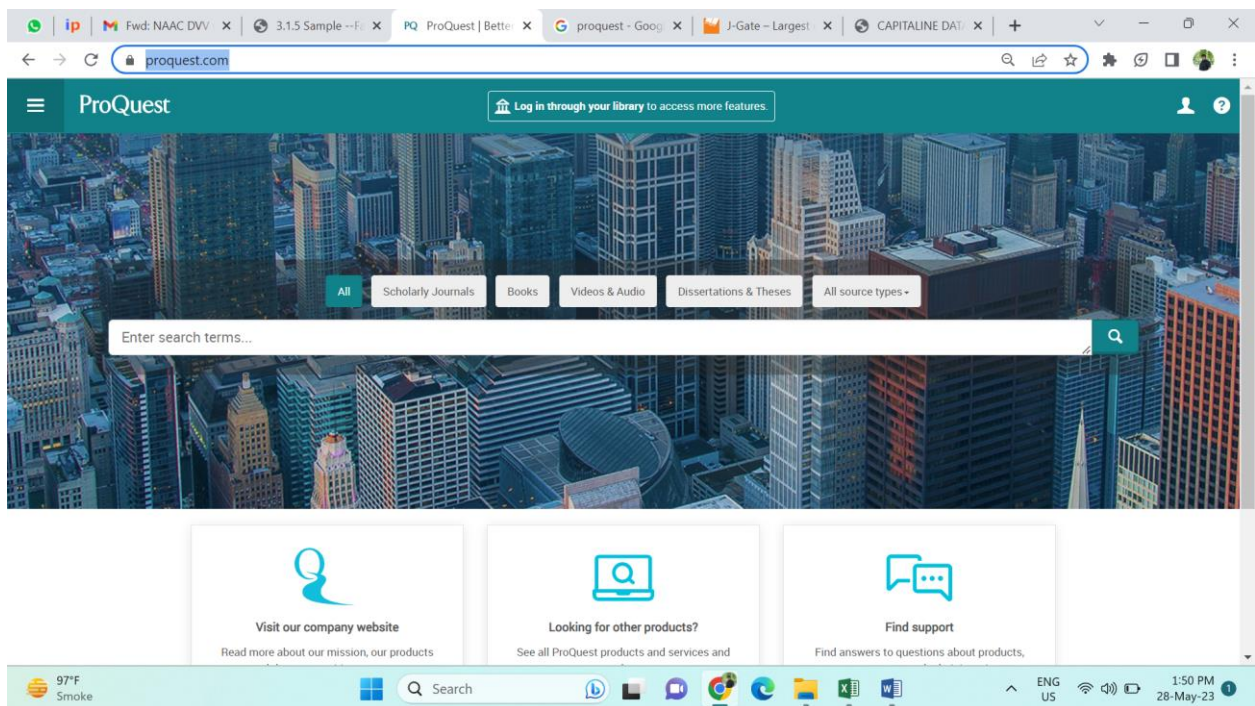 ip
Fwd: NAAC DVV
3.1.5 Sample --F
PQ ProQuest | Better
G proquest - Goog
J-Gate – Largest
CAPITALINE DATA
proquest.com
ProQuest
Log in through your library to access more features.
All
Scholarly Journals
Books
Videos & Audio
Dissertations & Theses
All source types
Enter search terms...
Visit our company website
Looking for other products?
Find support
Read more about our mission, our products
See all ProQuest products and services and
Find answers to questions about products,
97°F
Smoke
Search
ENG
US
1:50 PM
28-May-23
1